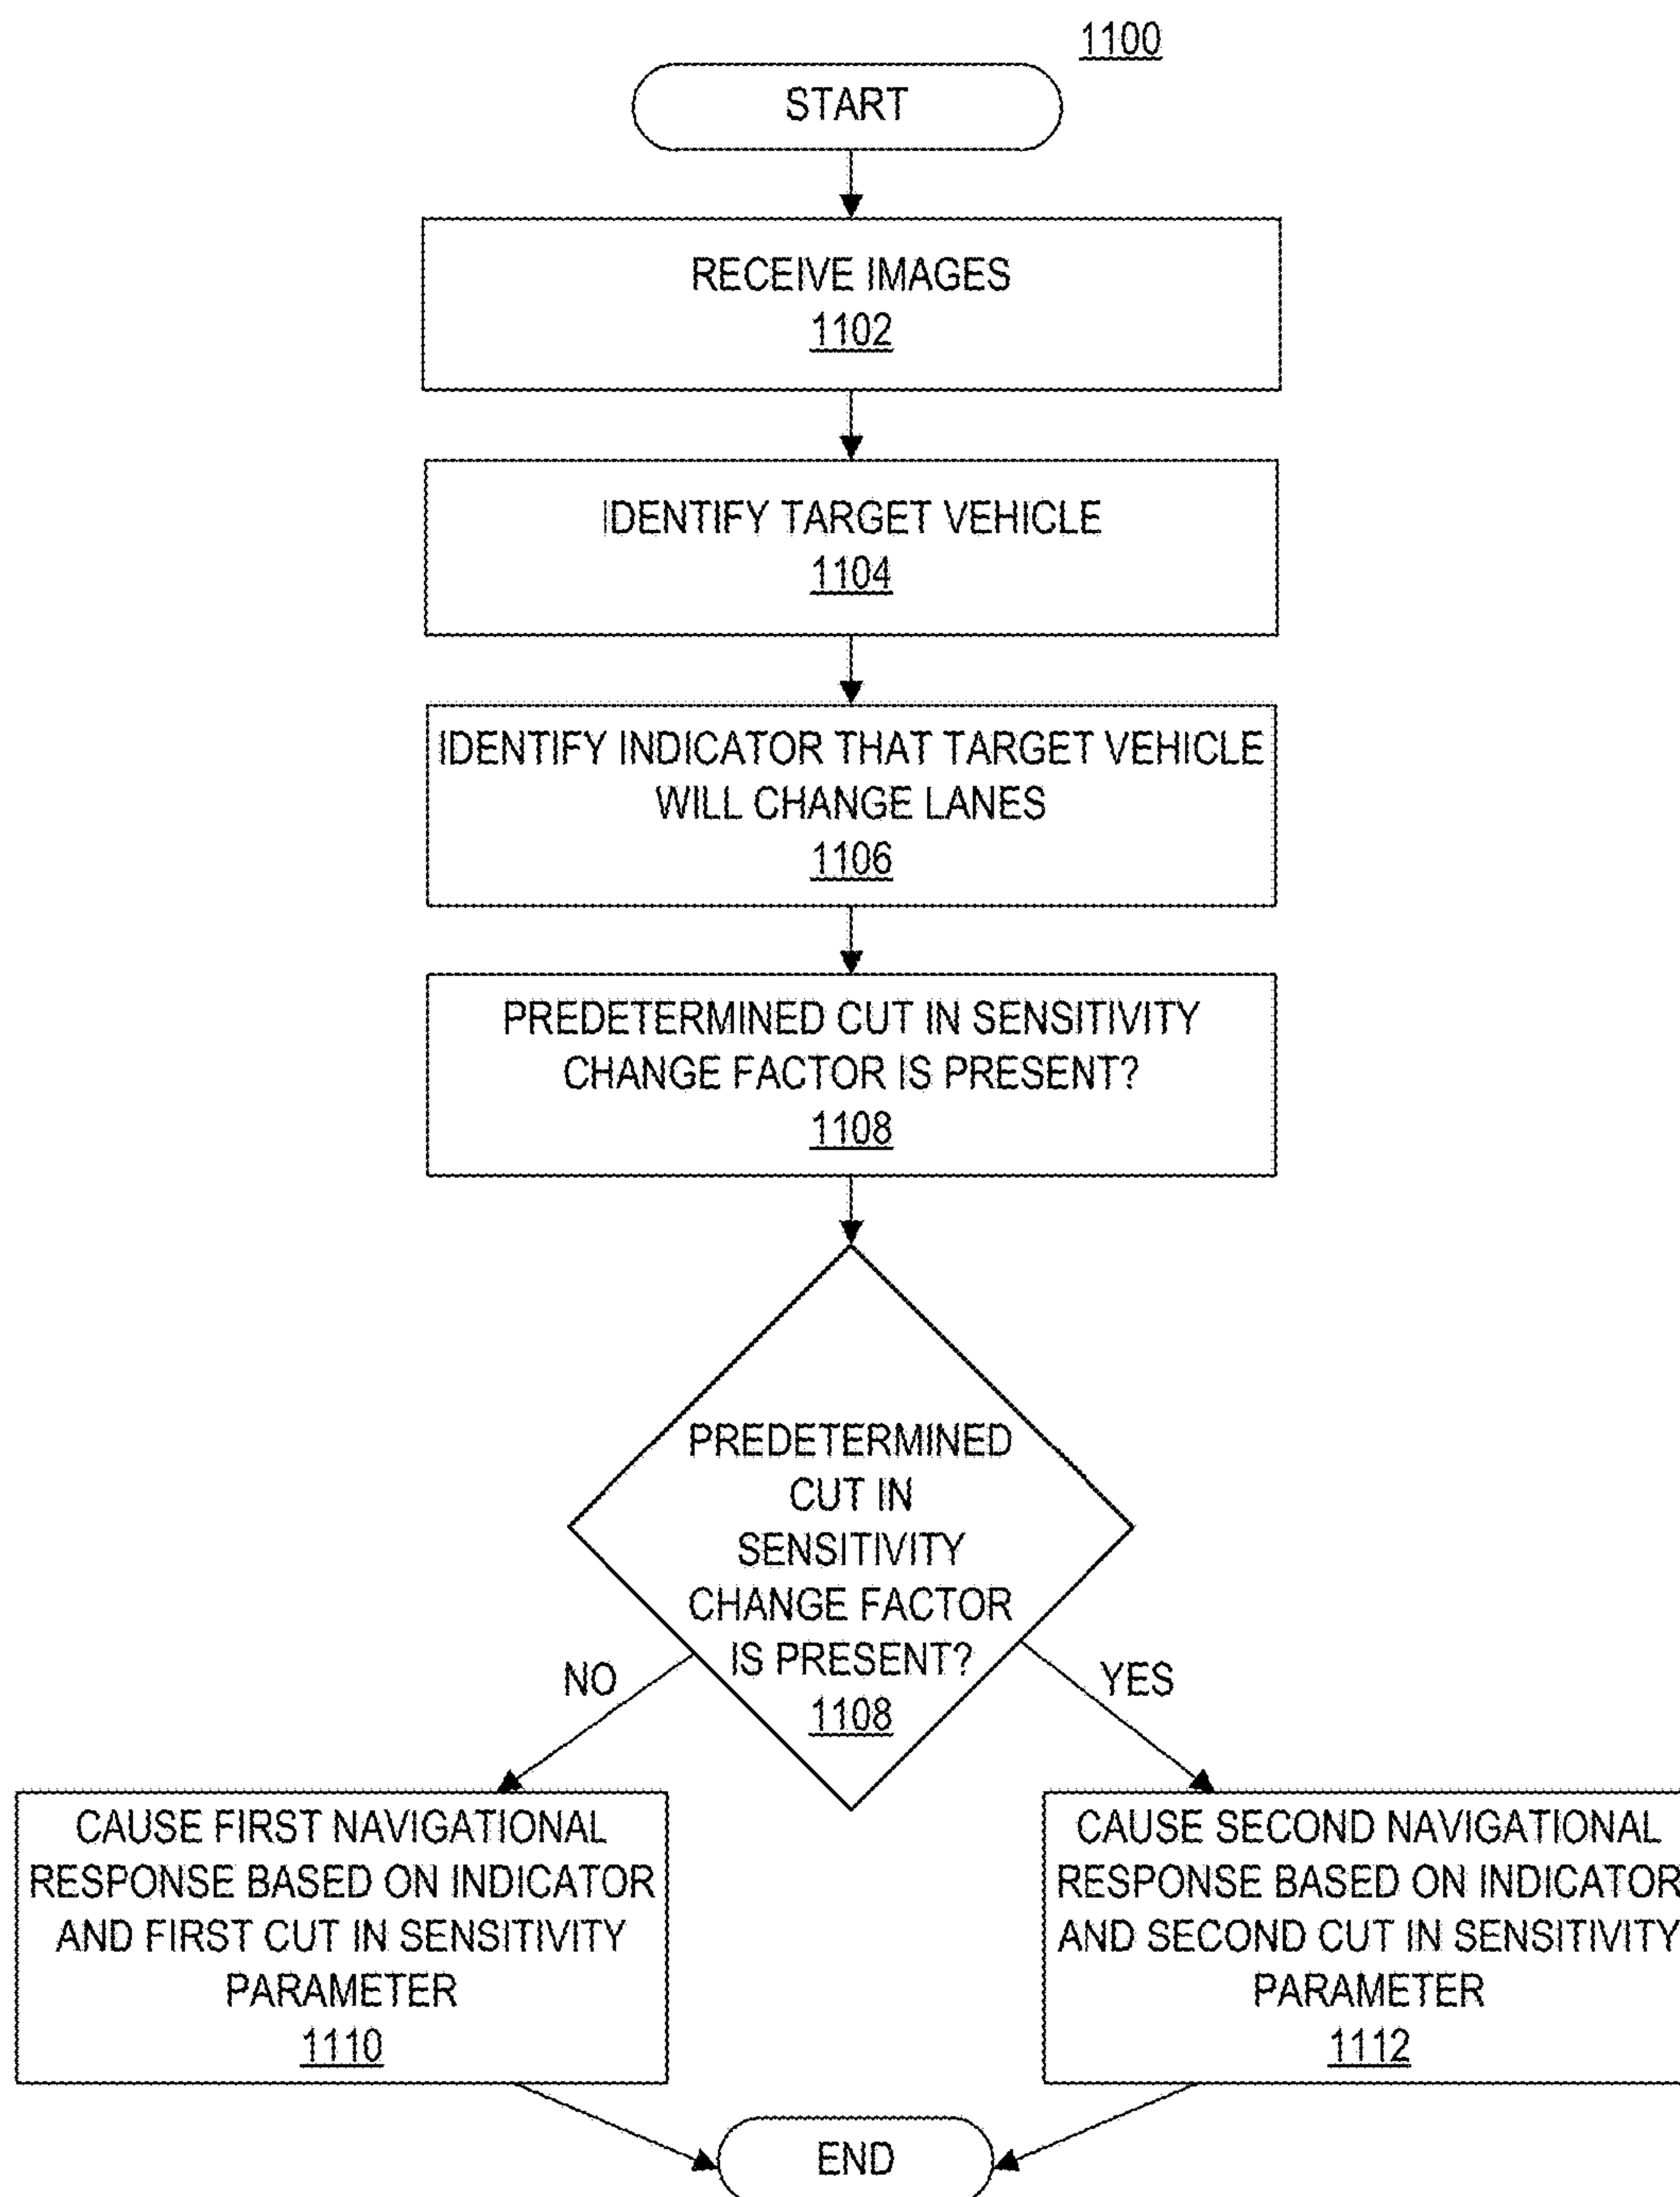 1100
START
RECEIVE IMAGES
1102
IDENTIFY TARGET VEHICLE
1104
IDENTIFY INDICATOR THAT TARGET VEHICLE
WILL CHANGE LANES
1106
PREDETERMINED CUT IN SENSITIVITY
CHANGE FACTOR IS PRESENT?
1108
PREDETERMINED
CUT IN
SENSITIVITY
CHANGE FACTOR
IS PRESENT?
1108
NO
YES
CAUSE FIRST NAVIGATIONAL
RESPONSE BASED ON INDICATOR
AND FIRST CUT IN SENSITIVITY
PARAMETER
1110
CAUSE SECOND NAVIGATIONAL
RESPONSE BASED ON INDICATOR
AND SECOND CUT IN SENSITIVITY
PARAMETER
1112
END